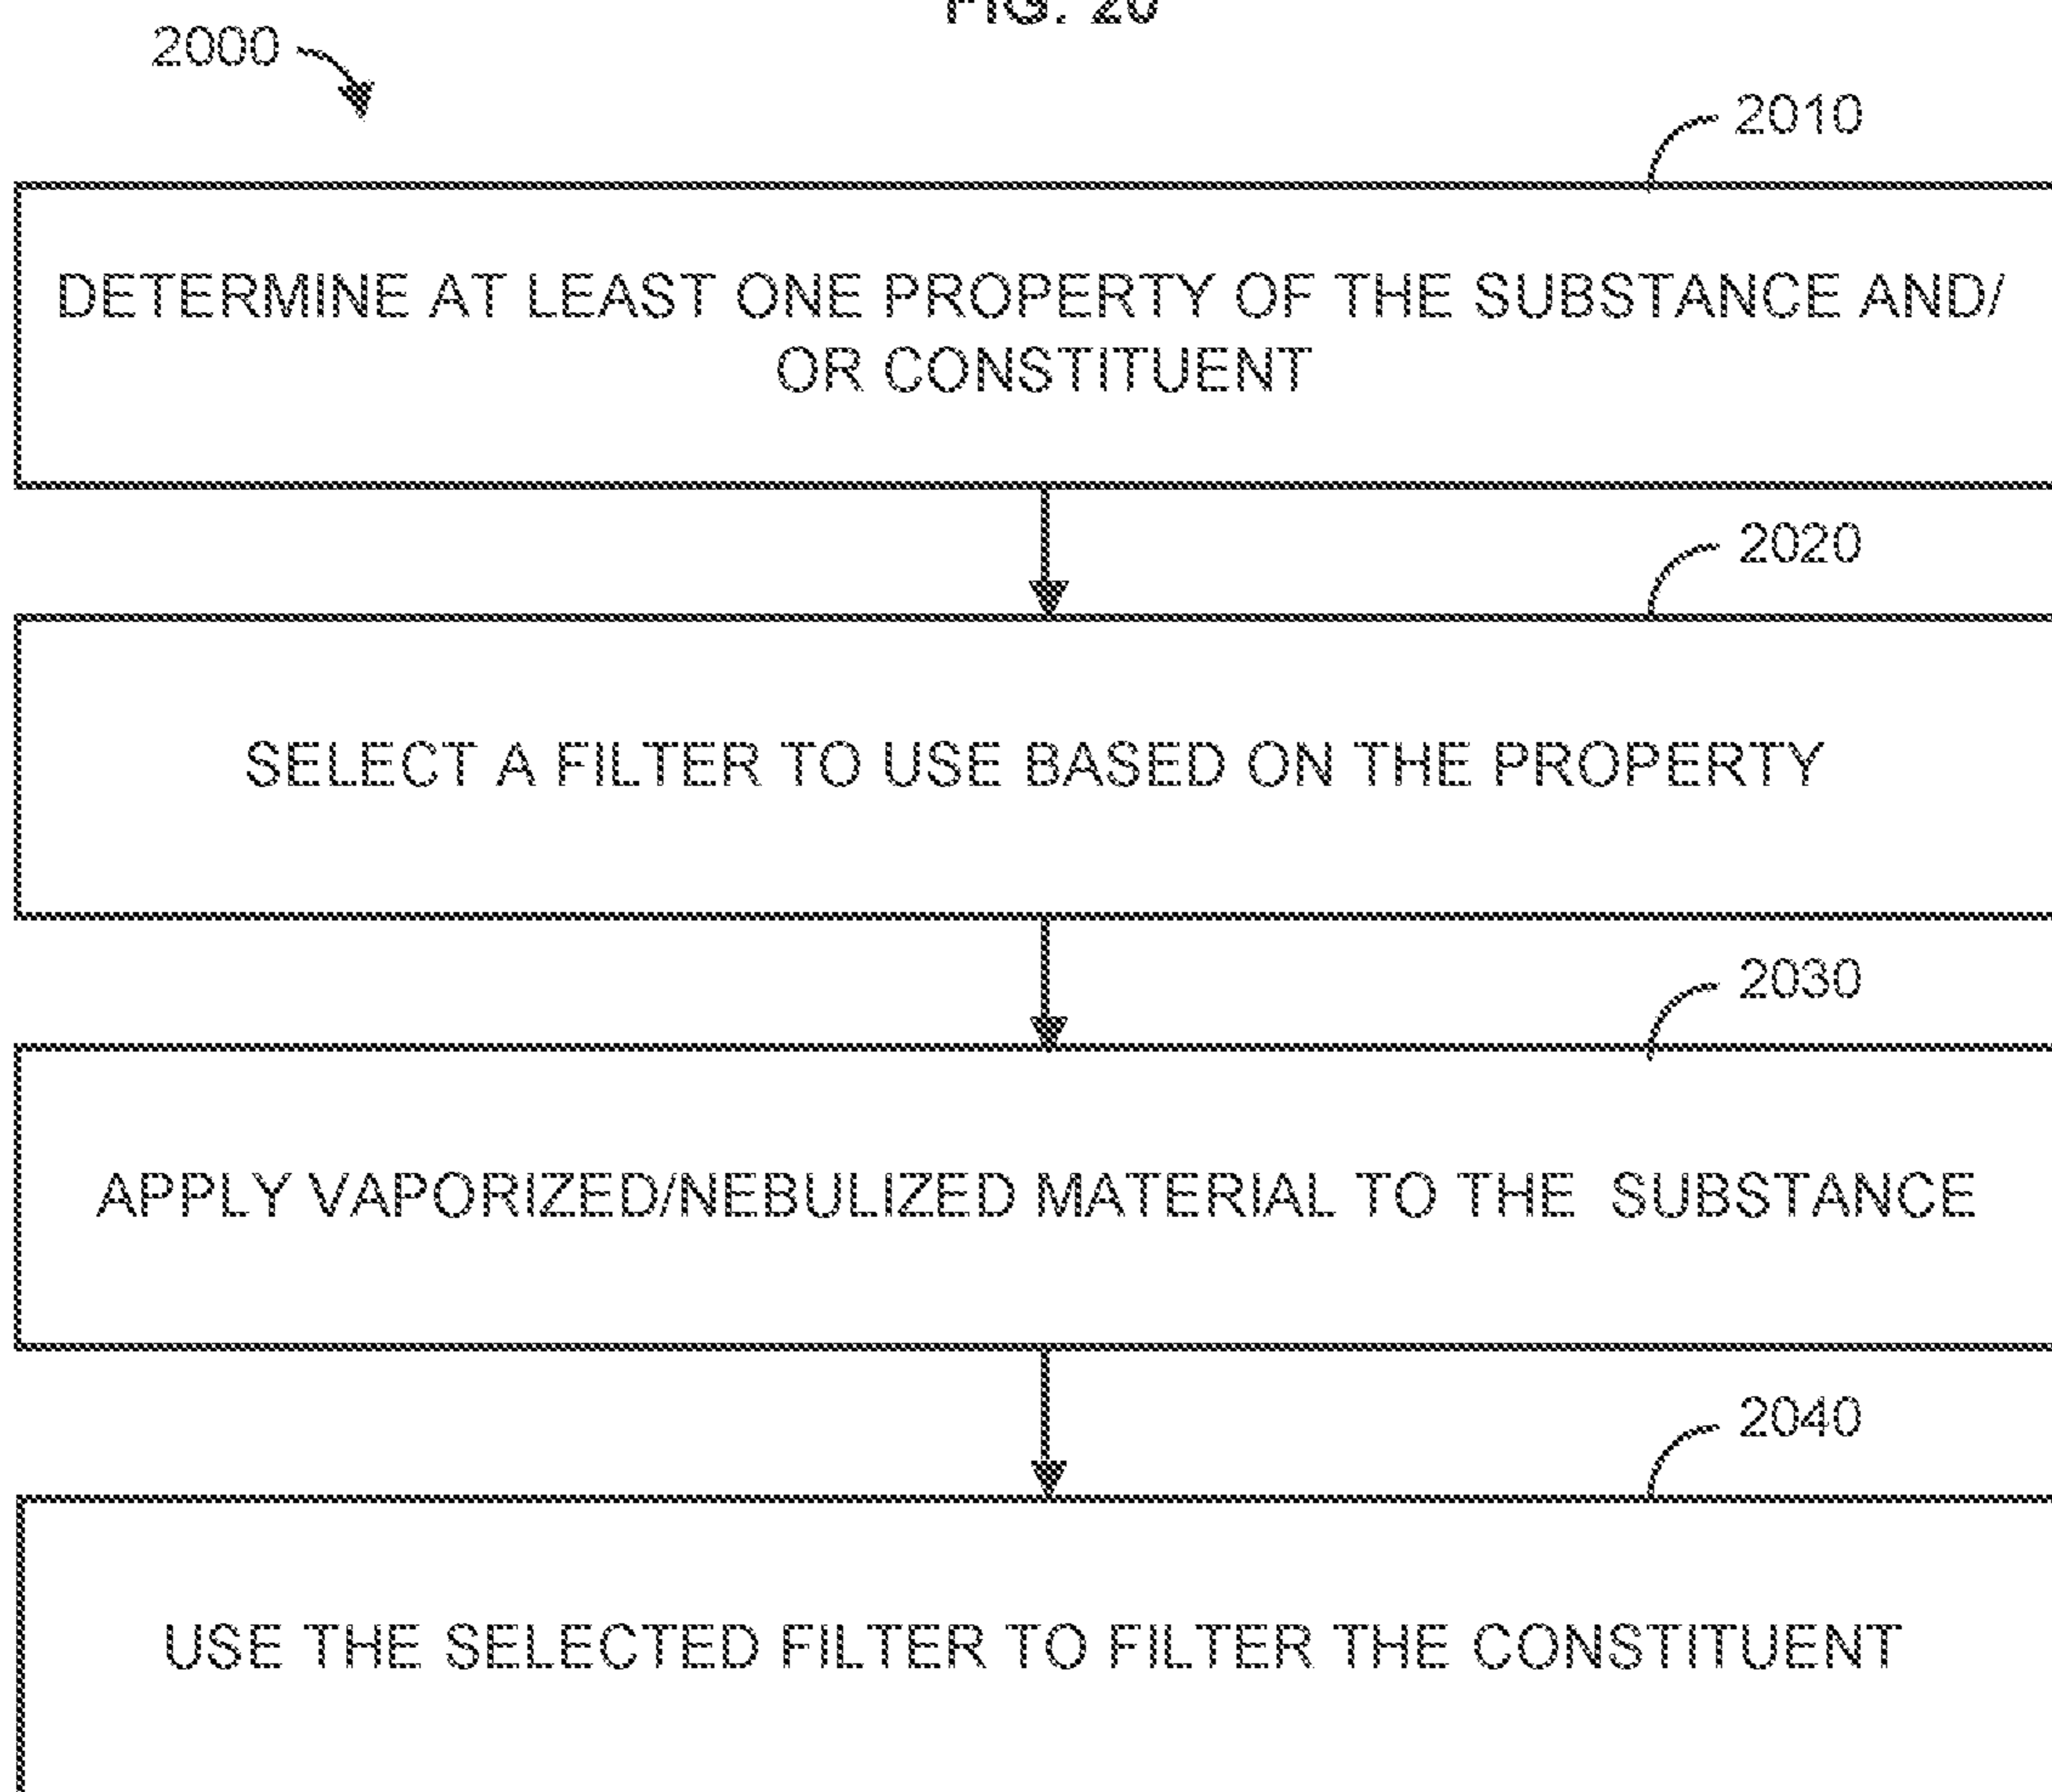 FIG. 20
2000
2010
DETERMINE AT LEAST ONE PROPERTY OF THE SUBSTANCE AND/
OR CONSTITUENT
2020
SELECT A FILTER TO USE BASED ON THE PROPERTY
2030
APPLY VAPORIZED/NEBULIZED MATERIAL TO THE SUBSTANCE
2040
USE THE SELECTED FILTER TO FILTER THE CONSTITUENT